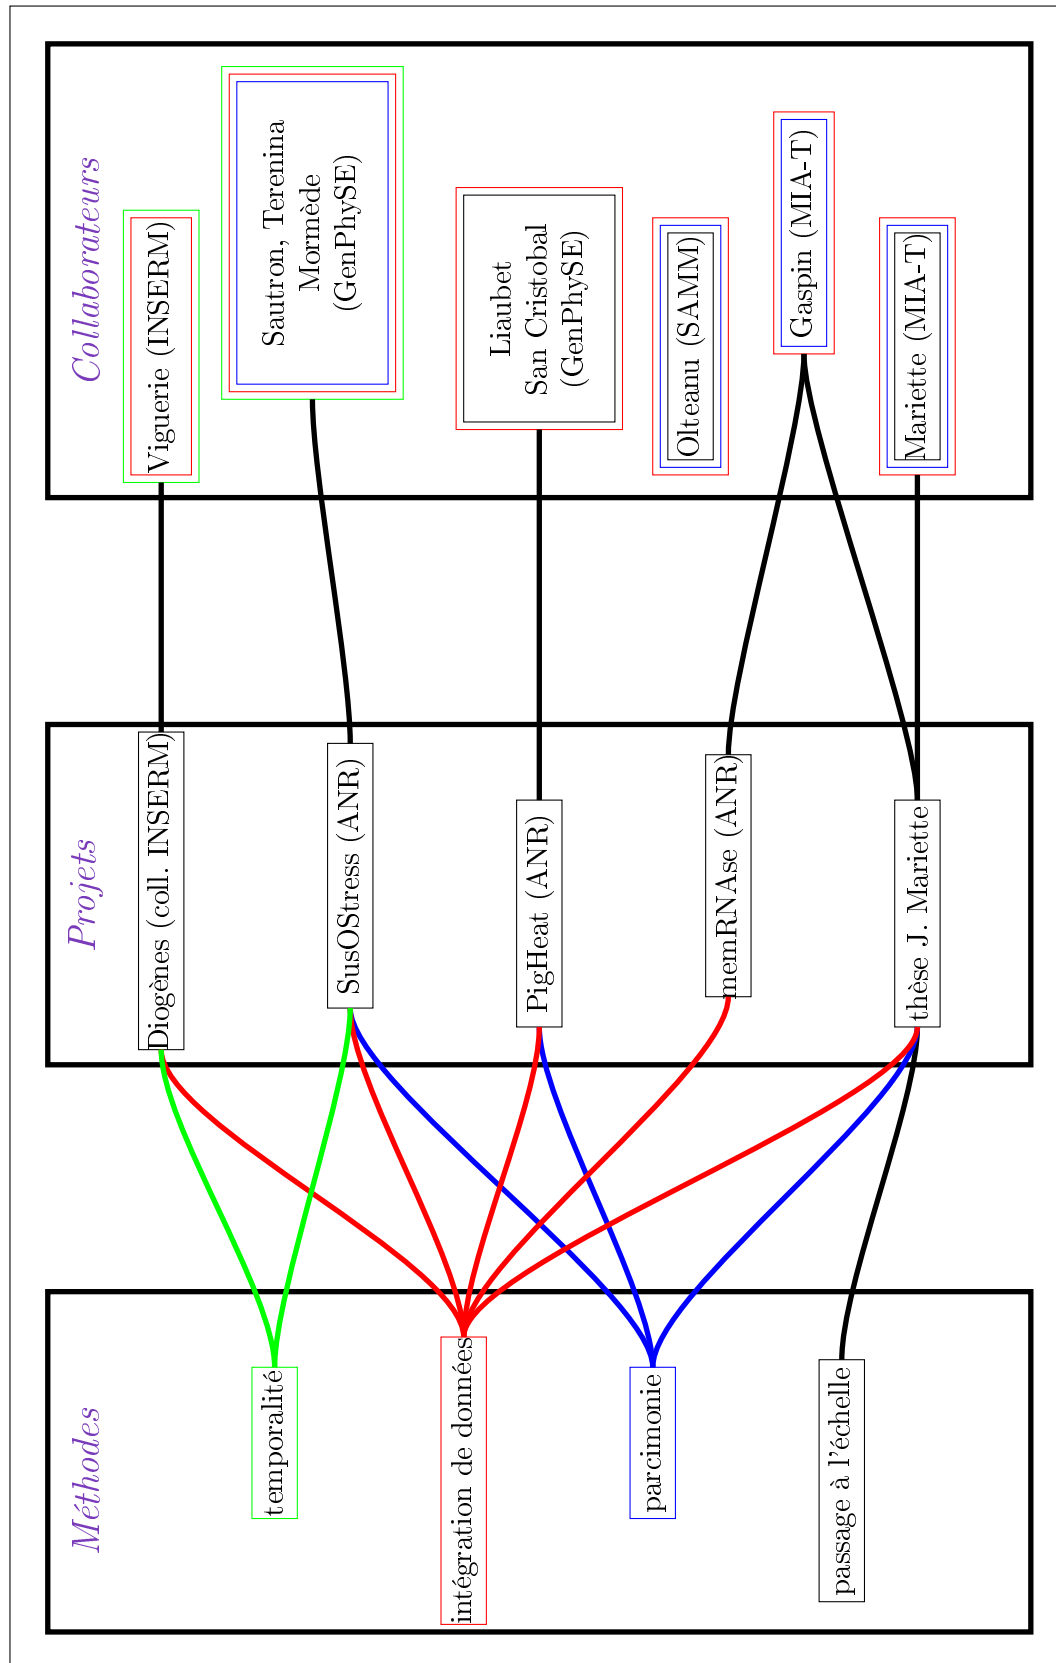 Méthodes
temporalité
intégration de données
parcimonie
passage à l'échelle
Projets
Diogènes (coll. INSERM)
SusOStress (ANR)
PigHeat (ANR)
memRNAse (ANR)
thèse J. Mariette
Collaborateurs
Viguerie (INSERM)
Sautron, Terenina
Mormède
(GenPhySE)
Liaubet
San Cristobal
(GenPhySE)
Olteanu (SAMM)
Gaspin (MIA-T)
Mariette (MIA-T)